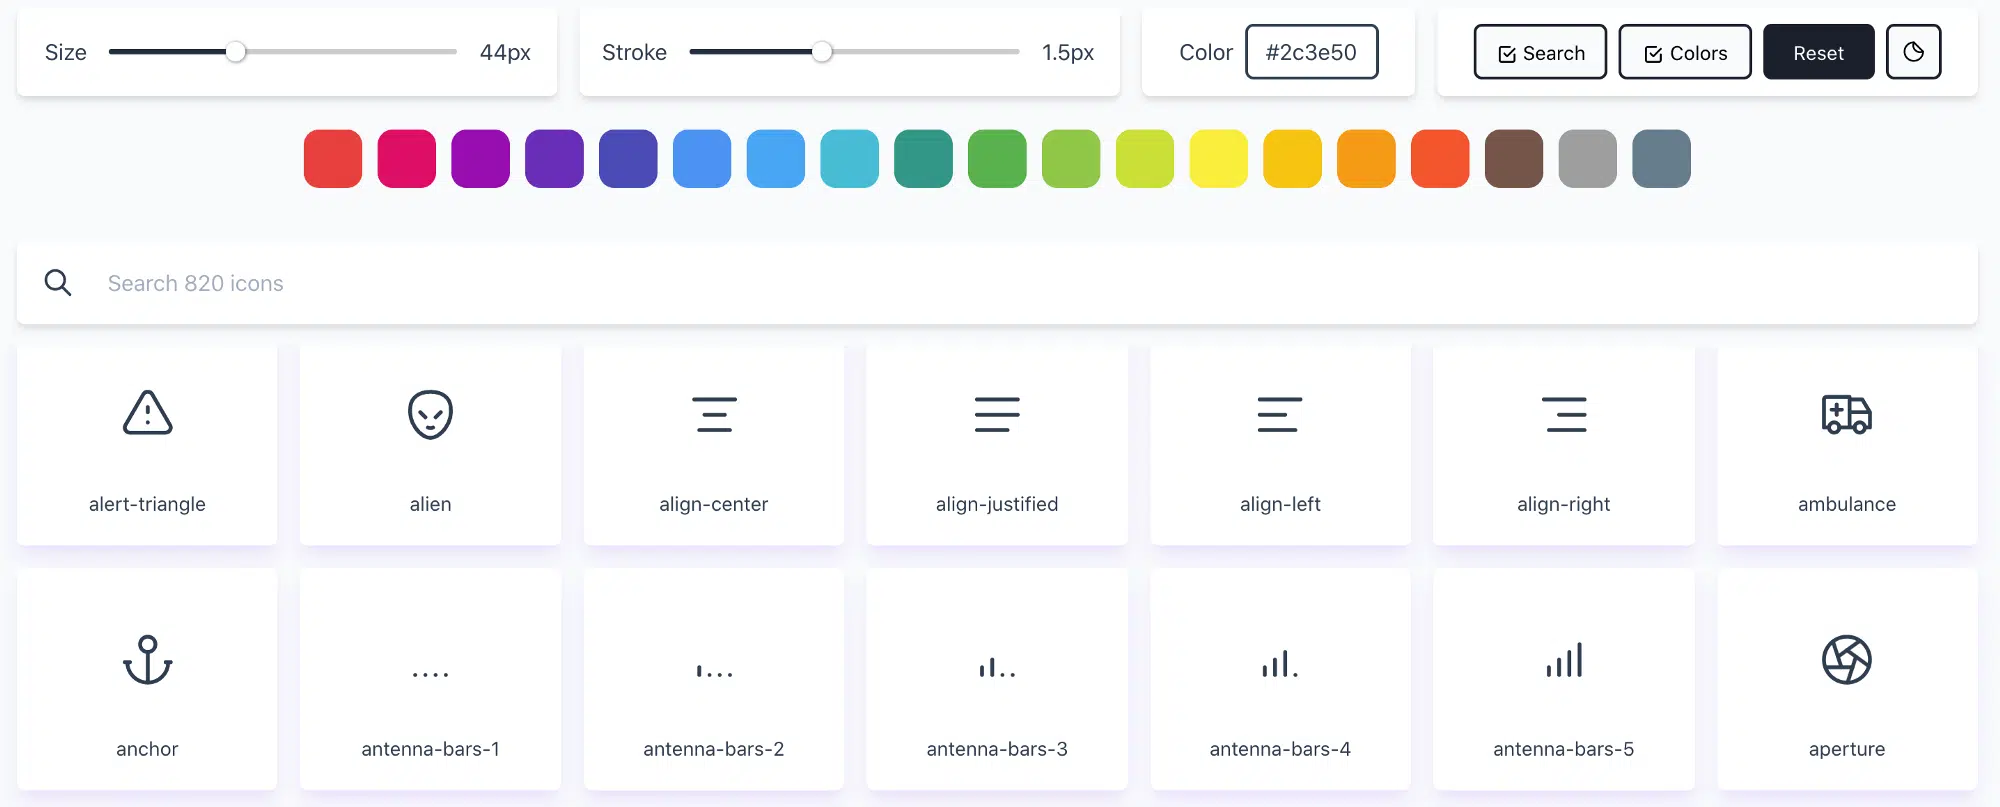 Size 44px Stroke 1.5px Color #2c3e50 Search Colors Reset
Search 820 icons
alert-triangle alien align-center align-justified align-left align-right ambulance
anchor antenna-bars-1 antenna-bars-2 antenna-bars-3 antenna-bars-4 antenna-bars-5 aperture